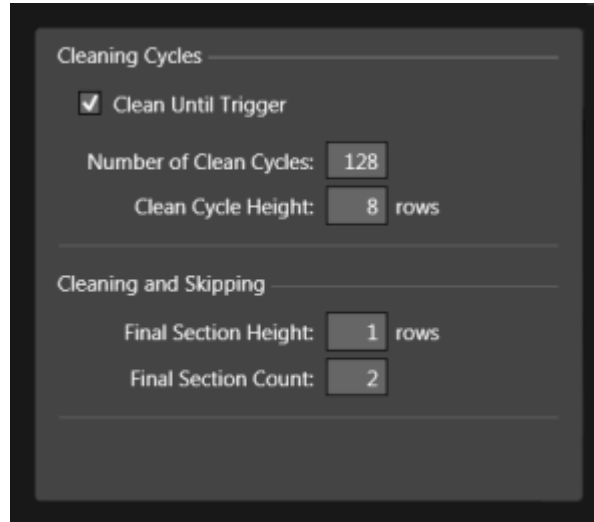 Cleaning Cycles
Clean Until Trigger
Number of Clean Cycles: 128
Clean Cycle Height: 8 rows
Cleaning and Skipping
Final Section Height: 1 rows
Final Section Count: 2